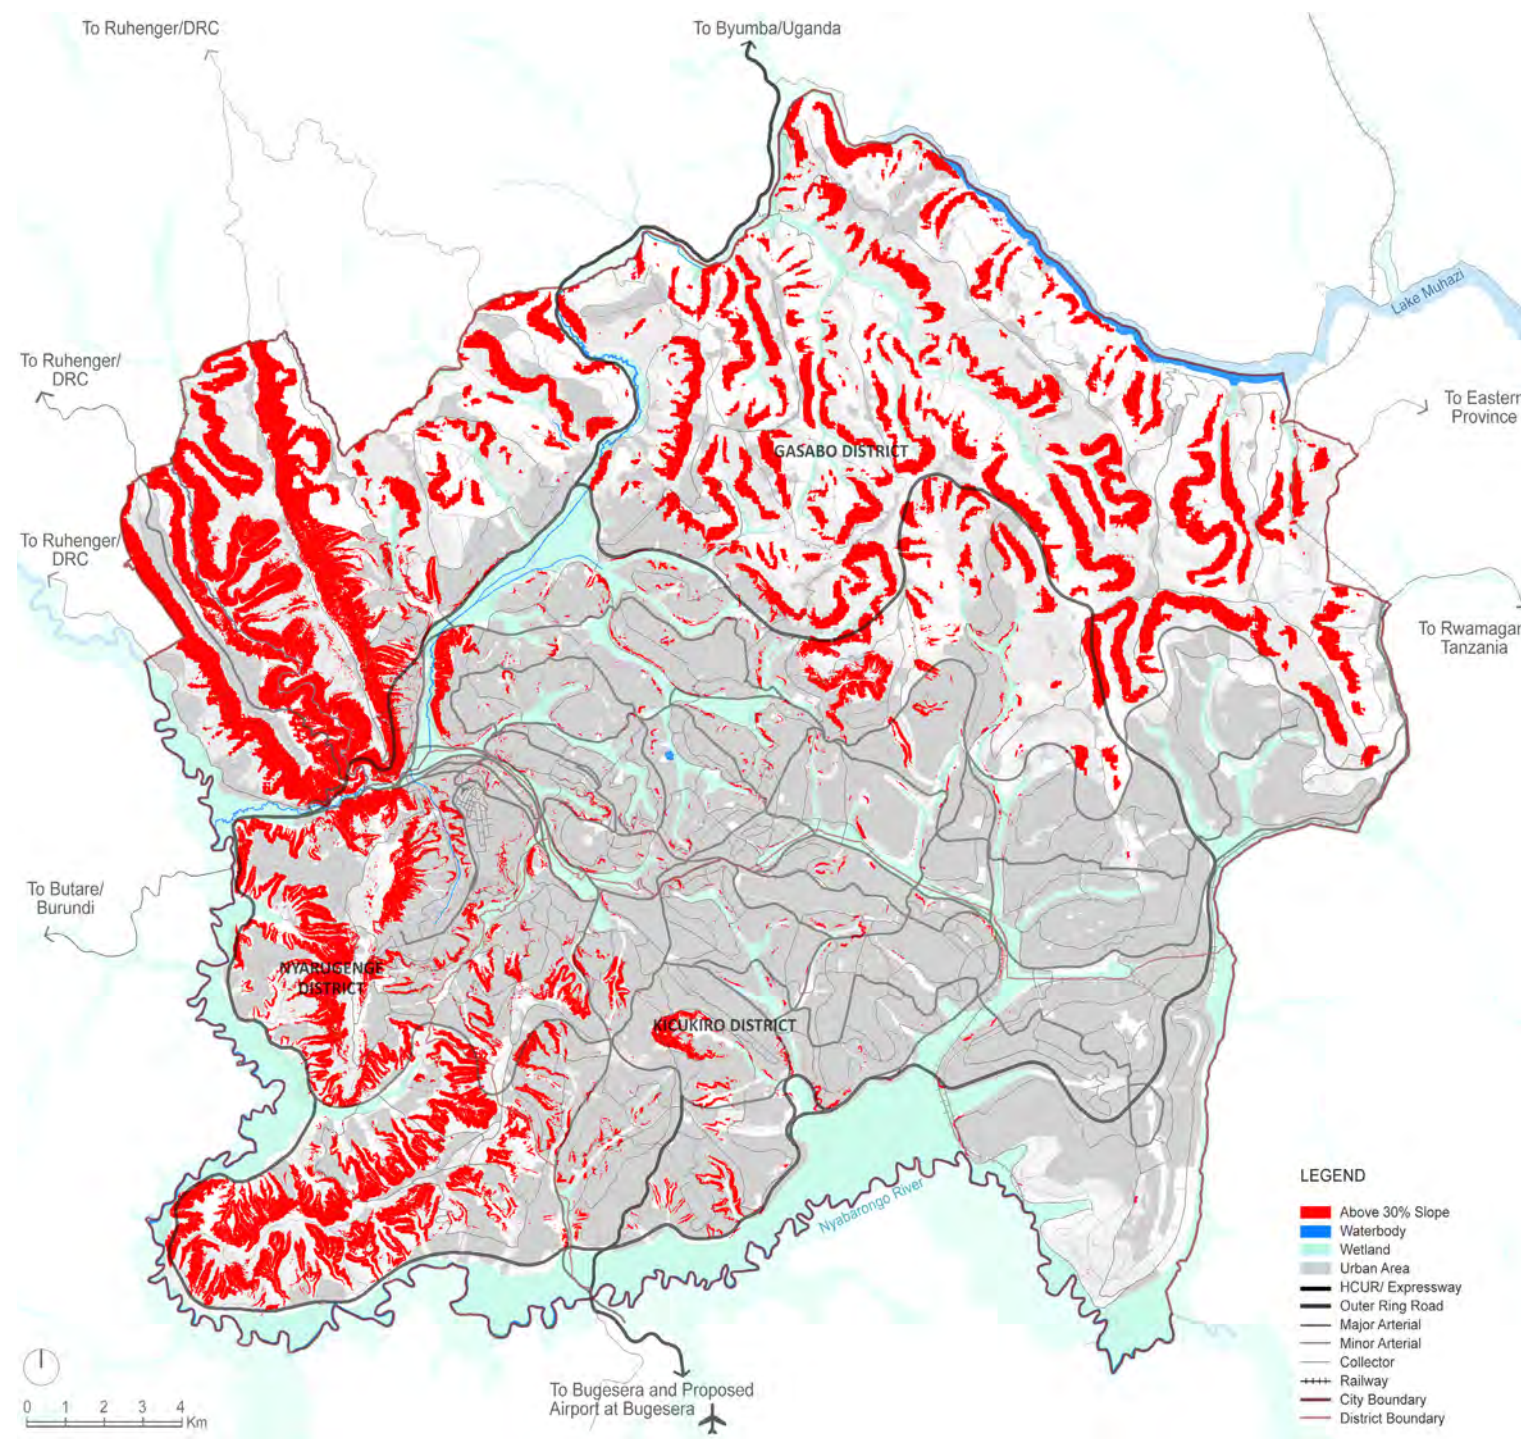 To Ruhenger/DRC
To Byumba/Uganda
Lake Muhazi
To Ruhenger/
DRC
To Eastern
Province
GASABO DISTRICT
To Ruhenger/
DRC
To Rwamagar
Tanzania
To Butare/
Burundi
NYARUGENGE
DISTRICT
KICUKIRO DISTRICT
Nyabarongo River
LEGEND
Above 30% Slope
Waterbody
Wetland
Urban Area
HCUR/ Expressway
Outer Ring Road
Major Arterial
Minor Arterial
Collector
Railway
City Boundary
District Boundary
0 1 2 3 4
Km
To Bugesera and Proposed
Airport at Bugesera